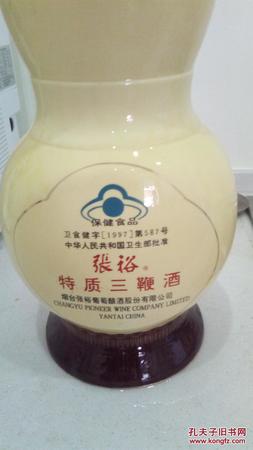 保健食品
卫食健字[1997]第587号
中华人民共和国卫生部批准
張裕®
特质三鞭酒
烟台张裕葡萄酿酒股份有限公司
CHANGYU PIONEER WINE COMPANY LIMITED
YANTAI CHINA
孔夫子旧书网
www.kongfz.com